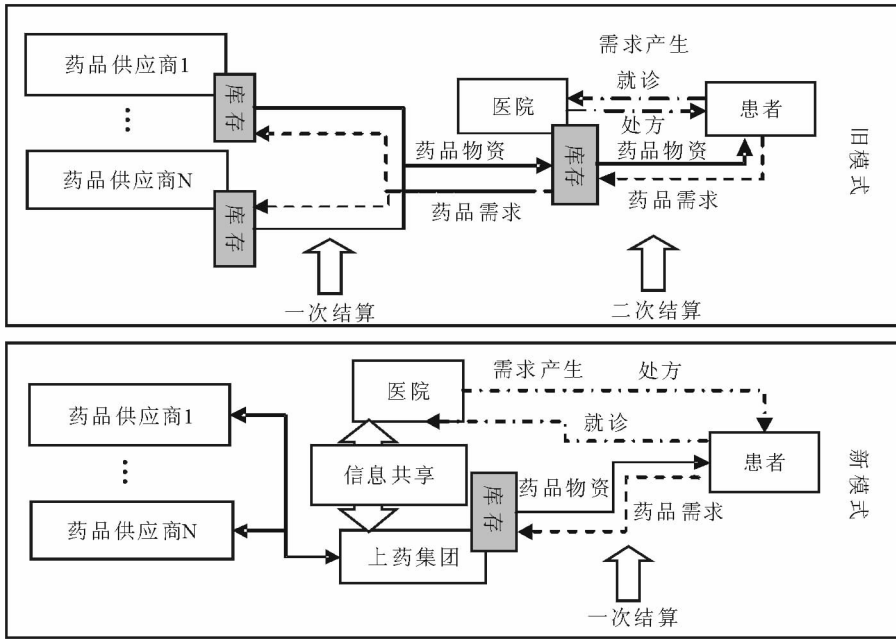 需求产生
药品供应商1
库存
医院
就诊
处方
患者
⋮
药品物资
库存
药品物资
药品供应商N
库存
药品需求
药品需求
一次结算
二次结算
旧模式
医院
需求产生
处方
药品供应商1
就诊
⋮
信息共享
库存
药品物资
患者
药品供应商N
上药集团
药品需求
一次结算
新模式